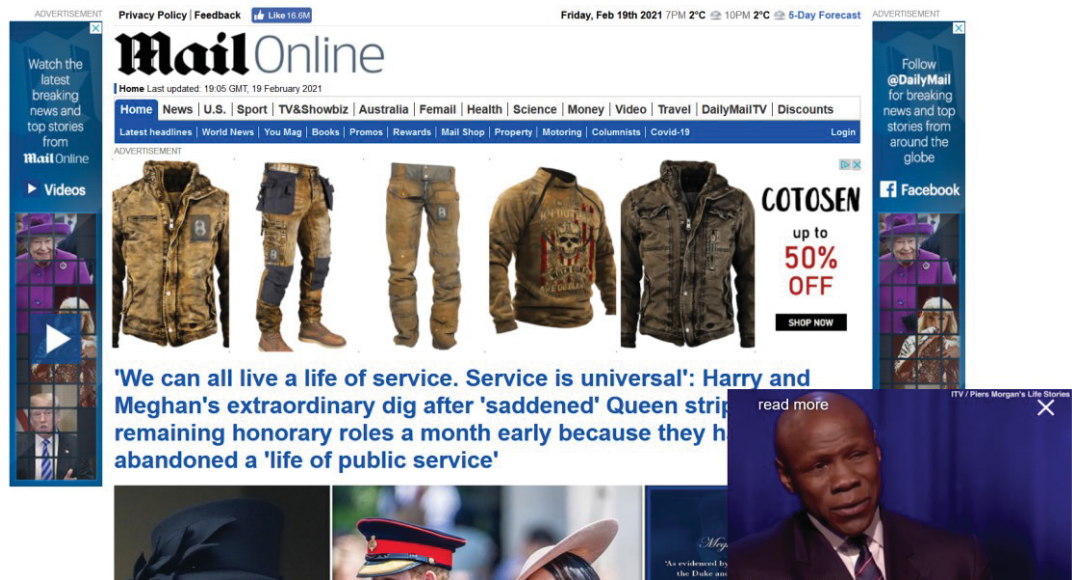 ADVERTISEMENT
Privacy Policy | Feedback
Like 16.6M
Friday, Feb 19th 2021 7PM 2°C 10PM 2°C 5-Day Forecast
ADVERTISEMENT
Watch the
latest
breaking
news and
top stories
from
Mail Online
Videos
Mail Online
Home Last updated: 19:05 GMT, 19 February 2021
Home News U.S. Sport TV&Showbiz Australia Femail Health Science Money Video Travel DailyMailTV Discounts
Latest headlines World News You Mag Books Promos Rewards Mail Shop Property Motoring Columnists Covid-19 Login
ADVERTISEMENT
COTOSEN
up to
50%
OFF
SHOP NOW
Follow
@DailyMail
for breaking
news and top
stories from
around the
globe
Facebook
'We can all live a life of service. Service is universal': Harry and
Meghan's extraordinary dig after 'saddened' Queen
remaining honorary roles a month early because they
abandoned a 'life of public service'
read more
ITV / Piers Morgan's Life Stories
'As evidenced by
the Duke and